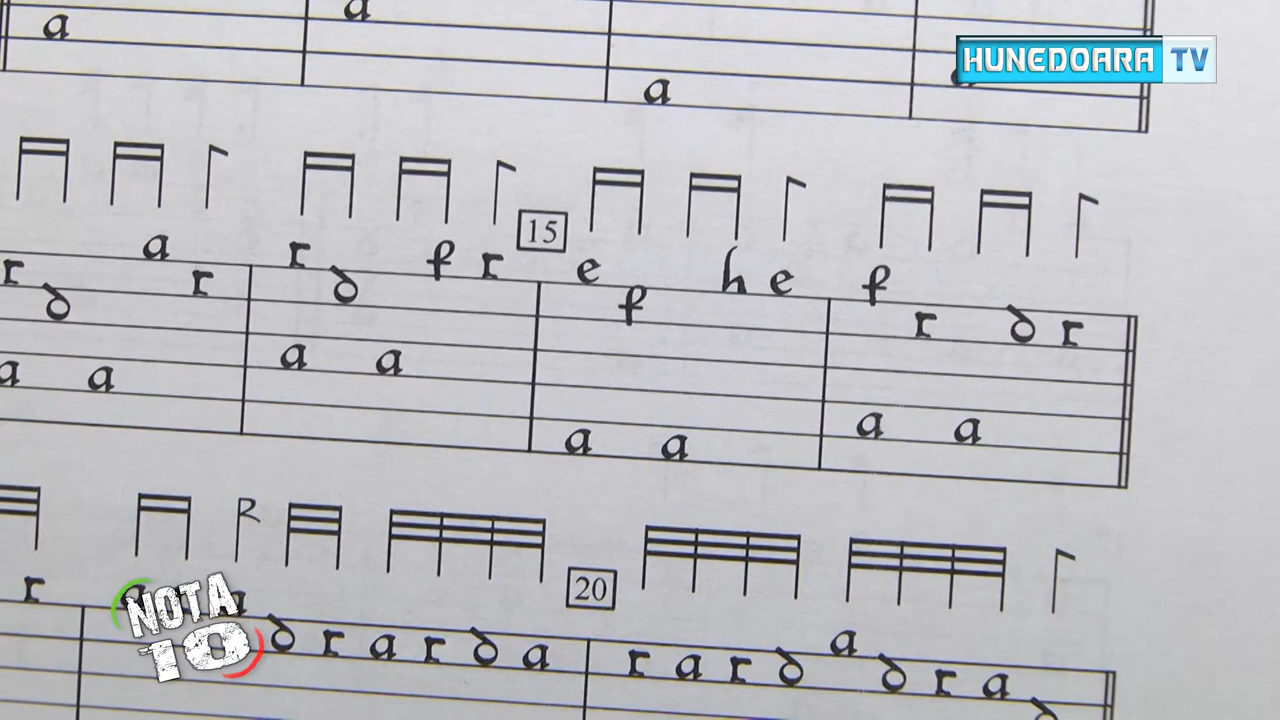 HUNEDOARA TV
a a a
15
r a r r f r e h e f
d d f r d r
a a a a a a a a
R
20
r
a
d r a r d a r a r d d r a
d
NOTA
10